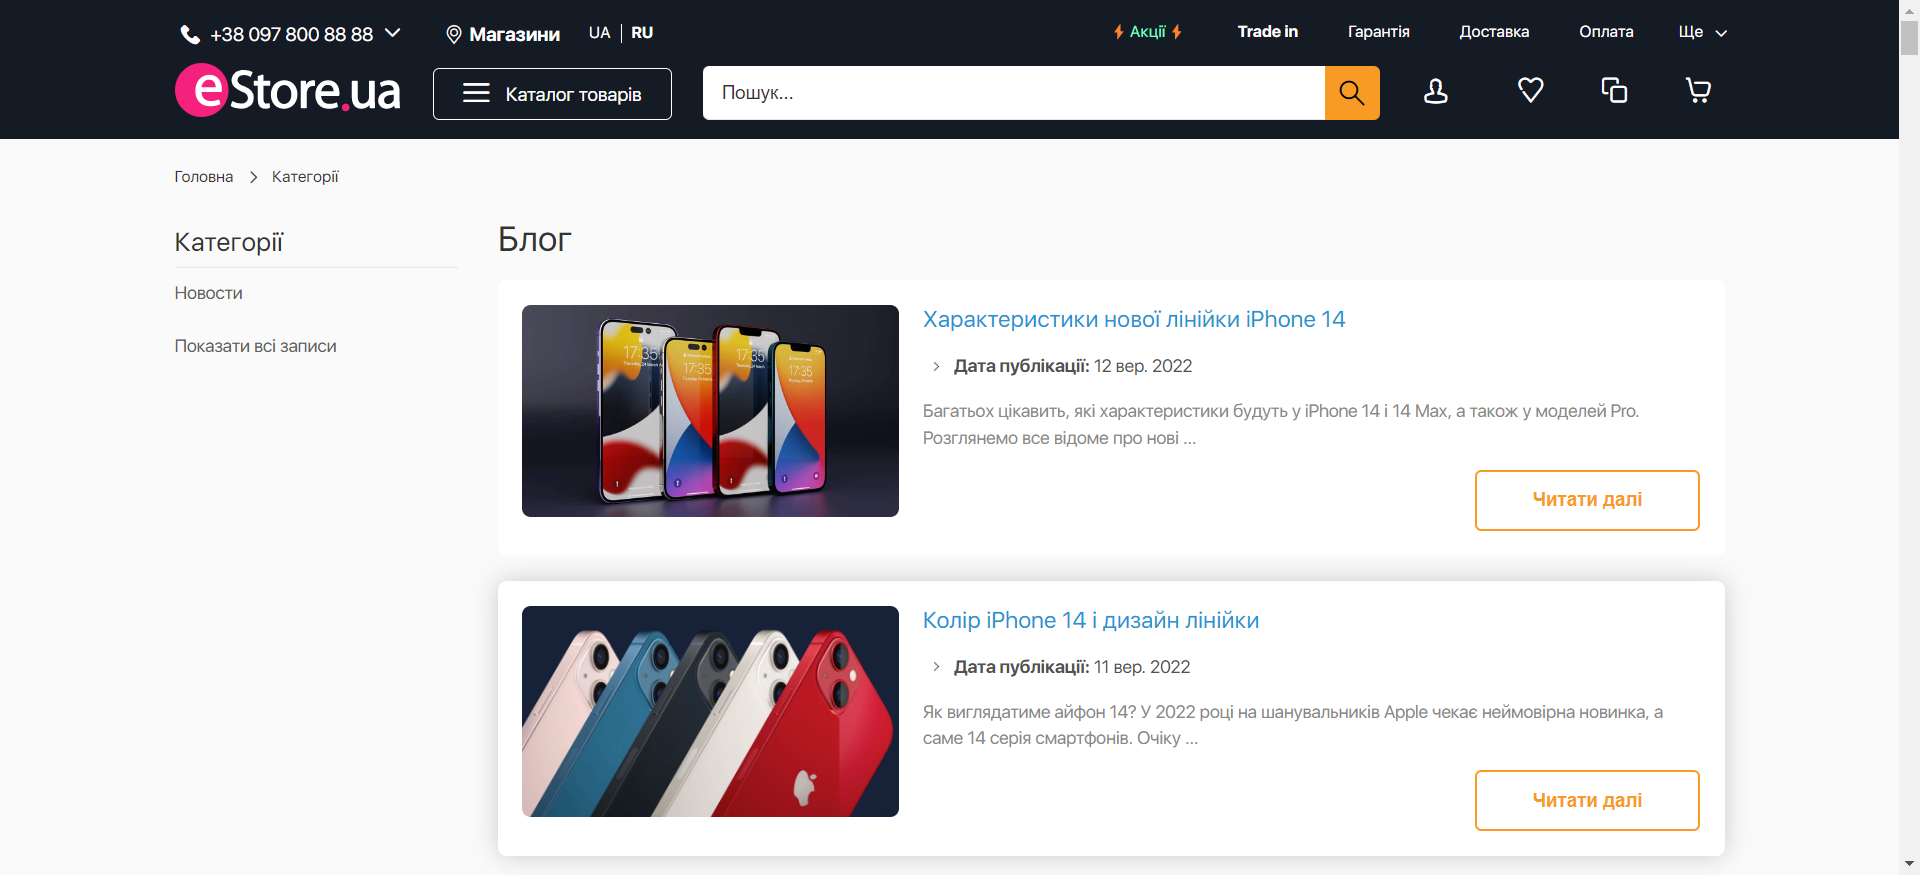 +38 097 800 88 88
Магазини
UA
RU
Акції
Trade in
Гарантія
Доставка
Оплата
Ще
eStore.ua
Каталог товарів
Пошук...
Головна
Категорії
Категорії
Новости
Показати всі записи
Блог
17:35
17:35
17:35
17:35
Характеристики нової лінійки iPhone 14
Дата публікації: 12 вер. 2022
Багатьох цікавить, які характеристики будуть у iPhone 14 і 14 Max, а також у моделей Pro.
Розглянемо все відоме про нові ...
Читати далі
Колір iPhone 14 і дизайн лінійки
Дата публікації: 11 вер. 2022
Як виглядатиме айфон 14? У 2022 році на шанувальників Apple чекає неймовірна новинка, а
саме 14 серія смартфонів. Очіку ...
Читати далі